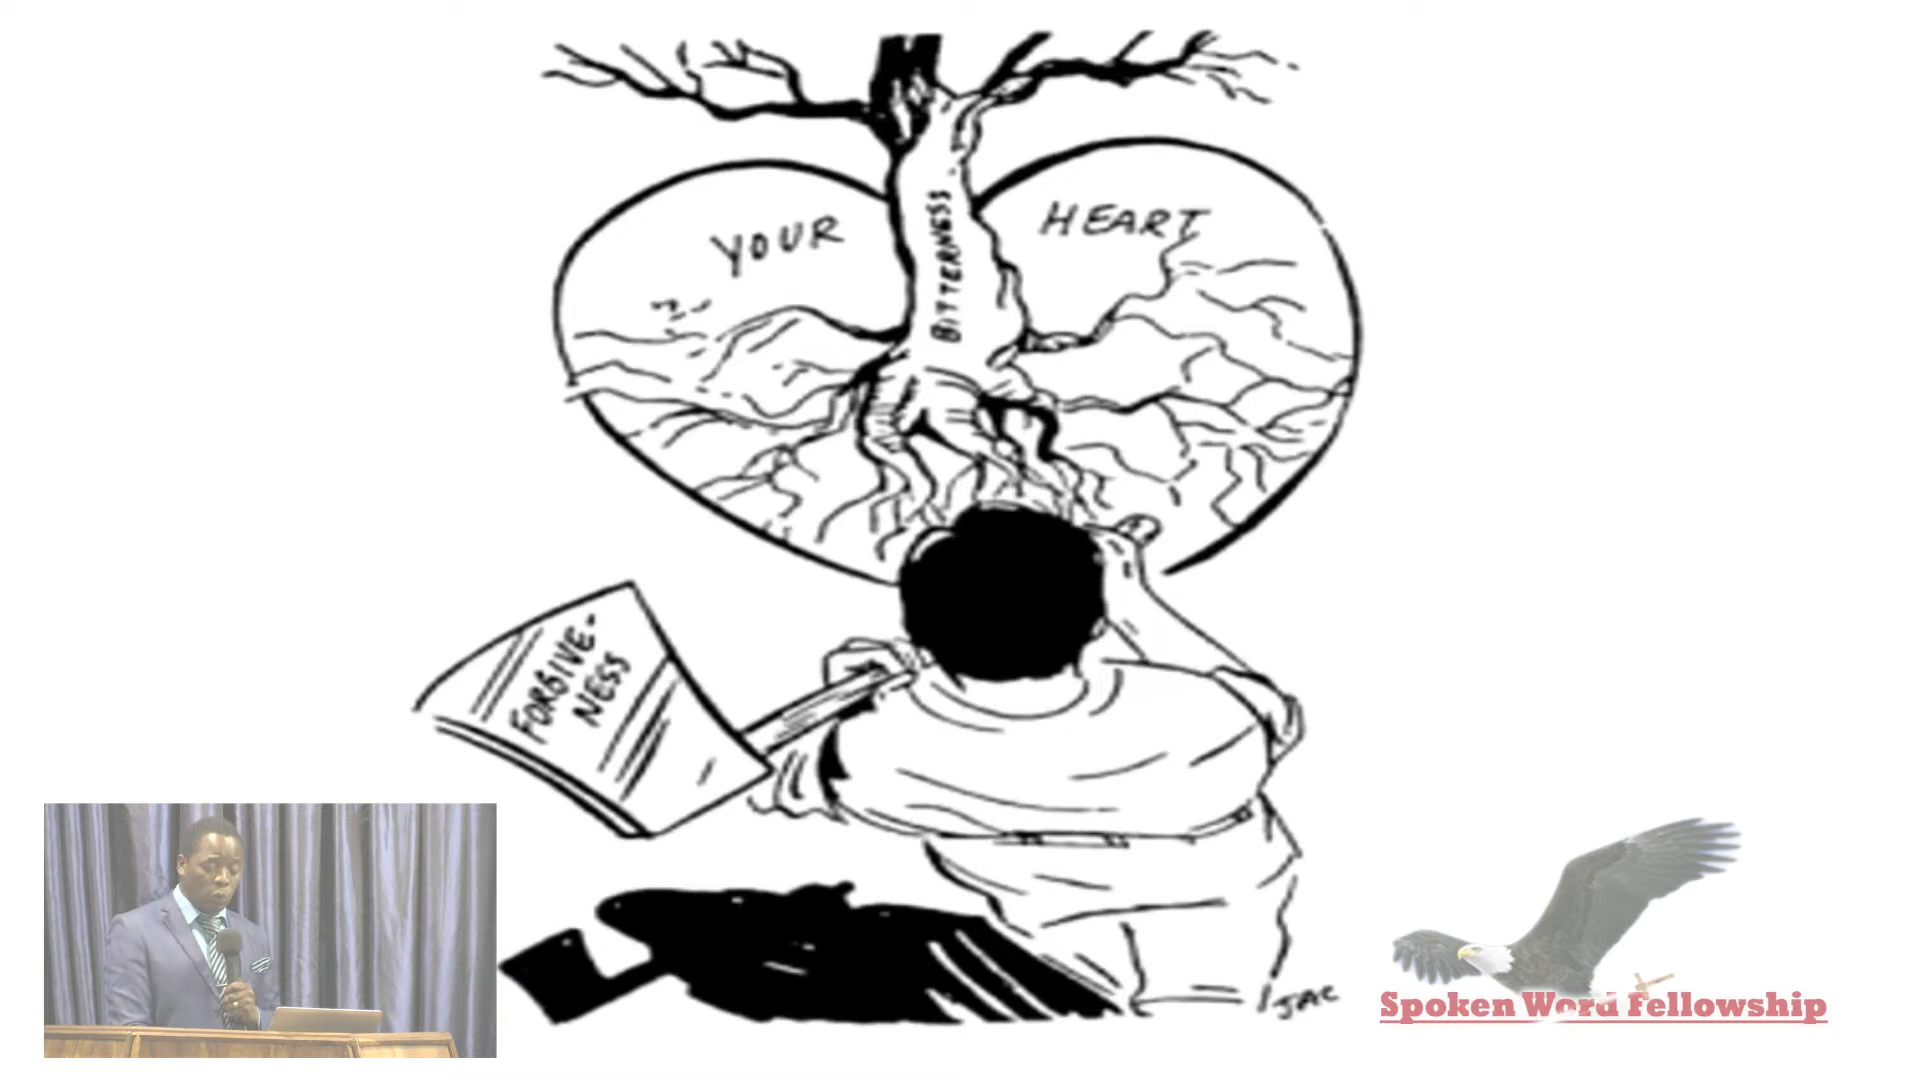 YOUR
HEART
BITTERNESS
FORGIVE-
NESS
JAC
Spoken Word Fellowship